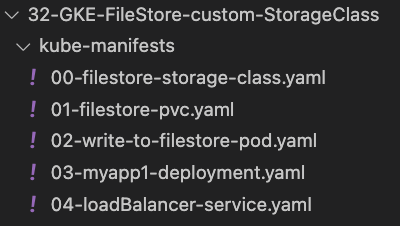 32-GKE-FileStore-custom-StorageClass
kube-manifests
! 00-filestore-storage-class.yaml
! 01-filestore-pvc.yaml
! 02-write-to-filestore-pod.yaml
! 03-myapp1-deployment.yaml
! 04-loadBalancer-service.yaml